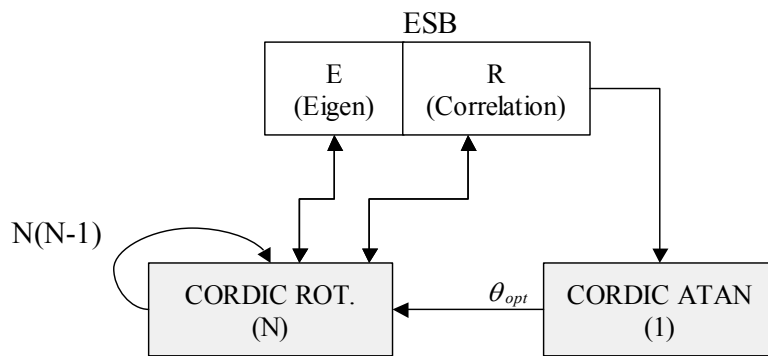 ESB
E
(Eigen)
R
(Correlation)
N(N-1)
CORDIC ROT.
(N)
θopt
CORDIC ATAN
(1)